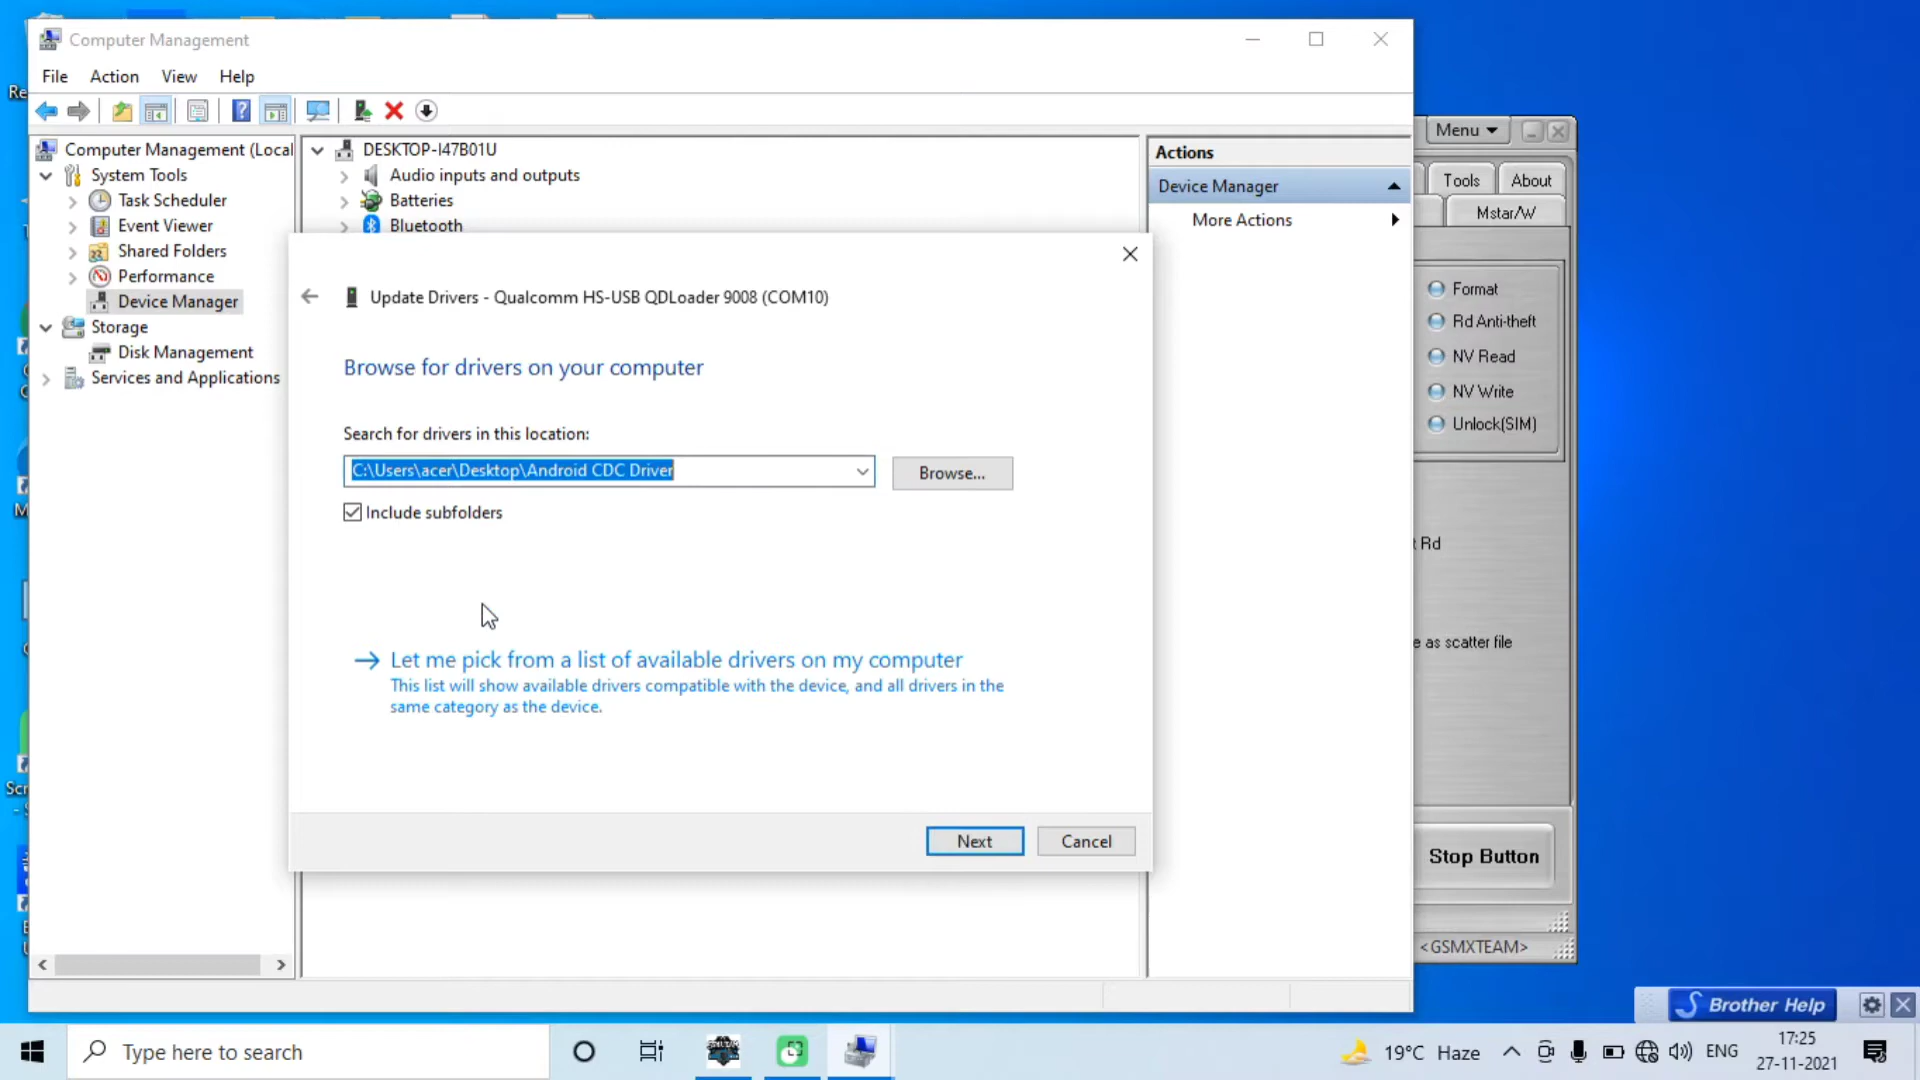 Computer Management
File Action View Help
Computer Management (Local
System Tools
Task Scheduler
Event Viewer
Shared Folders
Performance
Device Manager
Storage
Disk Management
Services and Applications
DESKTOP-I47B01U
Audio inputs and outputs
Batteries
Bluetooth
Actions
Device Manager
More Actions
Update Drivers - Qualcomm HS-USB QDLoader 9008 (COM10)
Browse for drivers on your computer
Search for drivers in this location:
C:\Users\acer\Desktop\Android CDC Driver
Browse...
Include subfolders
Let me pick from a list of available drivers on my computer
This list will show available drivers compatible with the device, and all drivers in the
same category as the device.
Next
Cancel
Menu
Tools
About
Mstar/W
Format
Rd Anti-theft
NV Read
NV Write
Unlock(SIM)
t Rd
e as scatter file
Stop Button
<GSMXTEAM>
Brother Help
Type here to search
19°C Haze
ENG
17:25
27-11-2021